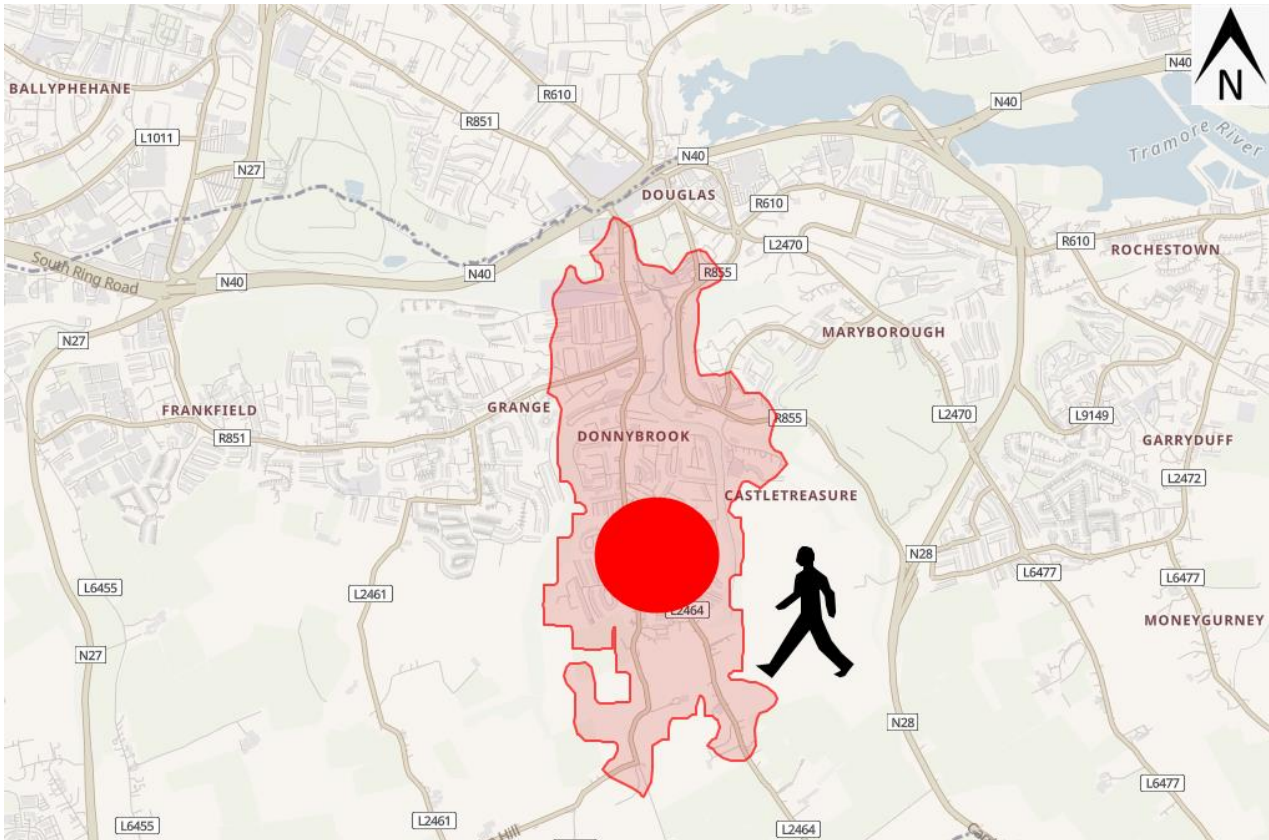 N
N40
BALLYPHEHANE
R610
N40
R851
L1011
Tramore River
N40
N27
DOUGLAS
R610
R610
L2470
ROCHESTOWN
South Ring Road
N40
N40
R855
N27
MARYBOROUGH
FRANKFIELD
GRANGE
L2470
L9149
R855
R851
DONNYBROOK
GARRYDUFF
L2472
CASTLETREASURE
N28
L6477
L6477
L6455
L2461
L2464
MONEYGURNEY
N27
N28
L6477
L6455
L2461
Hill
L2464